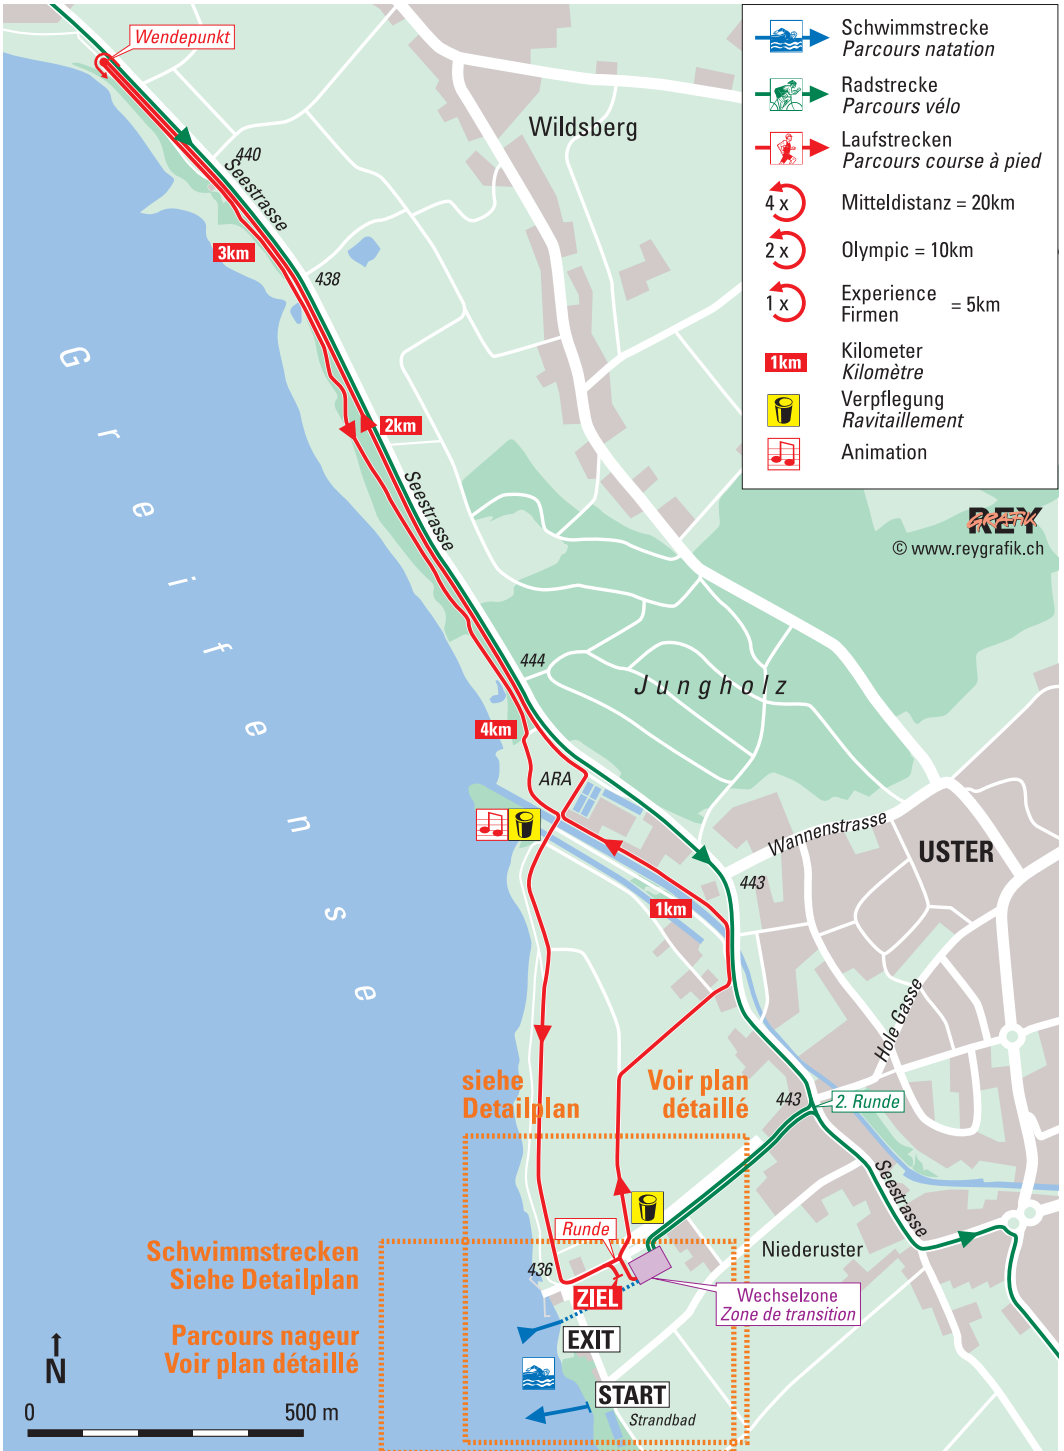 Wendepunkt
Schwimmstrecke
Parcours natation
Radstrecke
Parcours vélo
Laufstrecken
Parcours course à pied
4 x
Mitteldistanz = 20km
2 x
Olympic = 10km
1 x
Experience
Firmen
= 5km
1km
Kilometer
Kilomètre
Verpflegung
Ravitaillement
Animation
Wildsberg
440
Seestrasse
3km
438
2km
Seestrasse
REY
GRAFIK
© www.reygrafik.ch
Greifensee
444
Jungholz
4km
ARA
Wannenstrasse
USTER
443
1km
Hole Gasse
siehe
Detailplan
Voir plan
détaillé
443
2. Runde
Seestrasse
Runde
Niederuster
Schwimmstrecken
Siehe Detailplan
436
ZIEL
Wechselzone
Zone de transition
Parcours nageur
Voir plan détaillé
EXIT
N
START
Strandbad
0
500 m